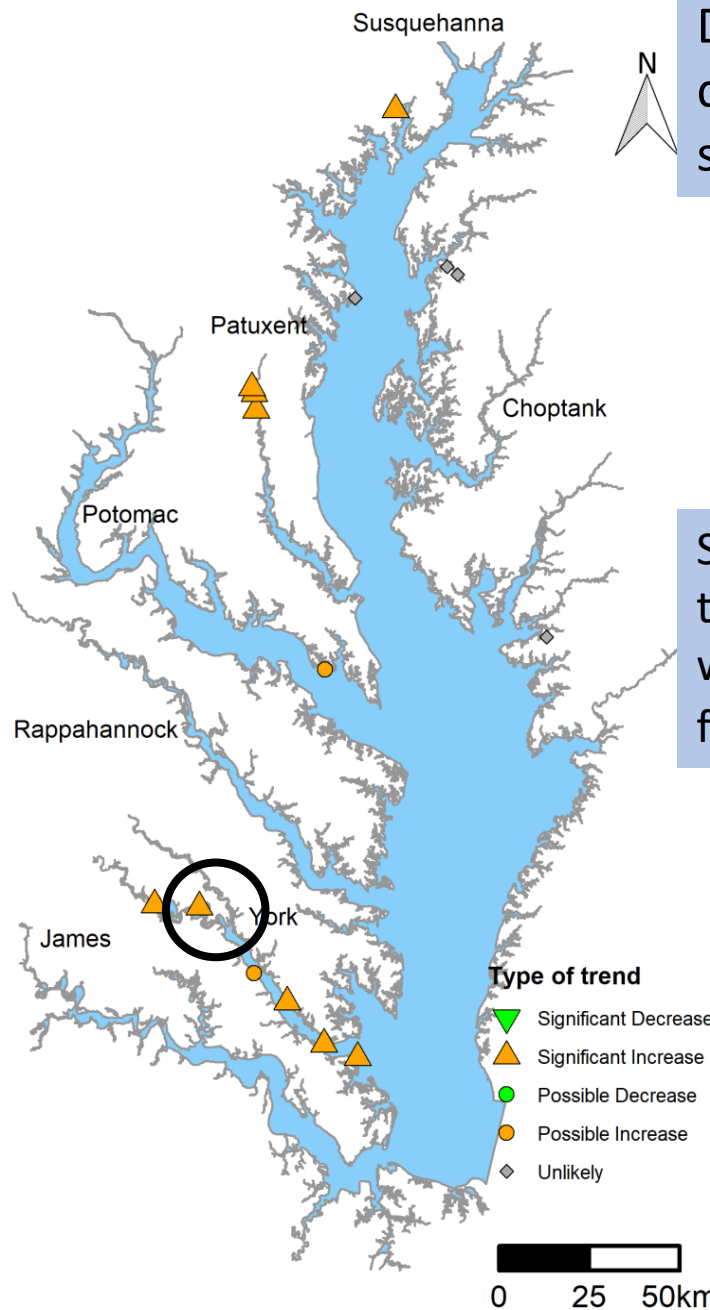 Susquehanna
N
Patuxent
Choptank
Potomac
Rappahannock
York
James
Type of trend
Significant Decrease
Significant Increase
Possible Decrease
Possible Increase
Unlikely
0 25 50km